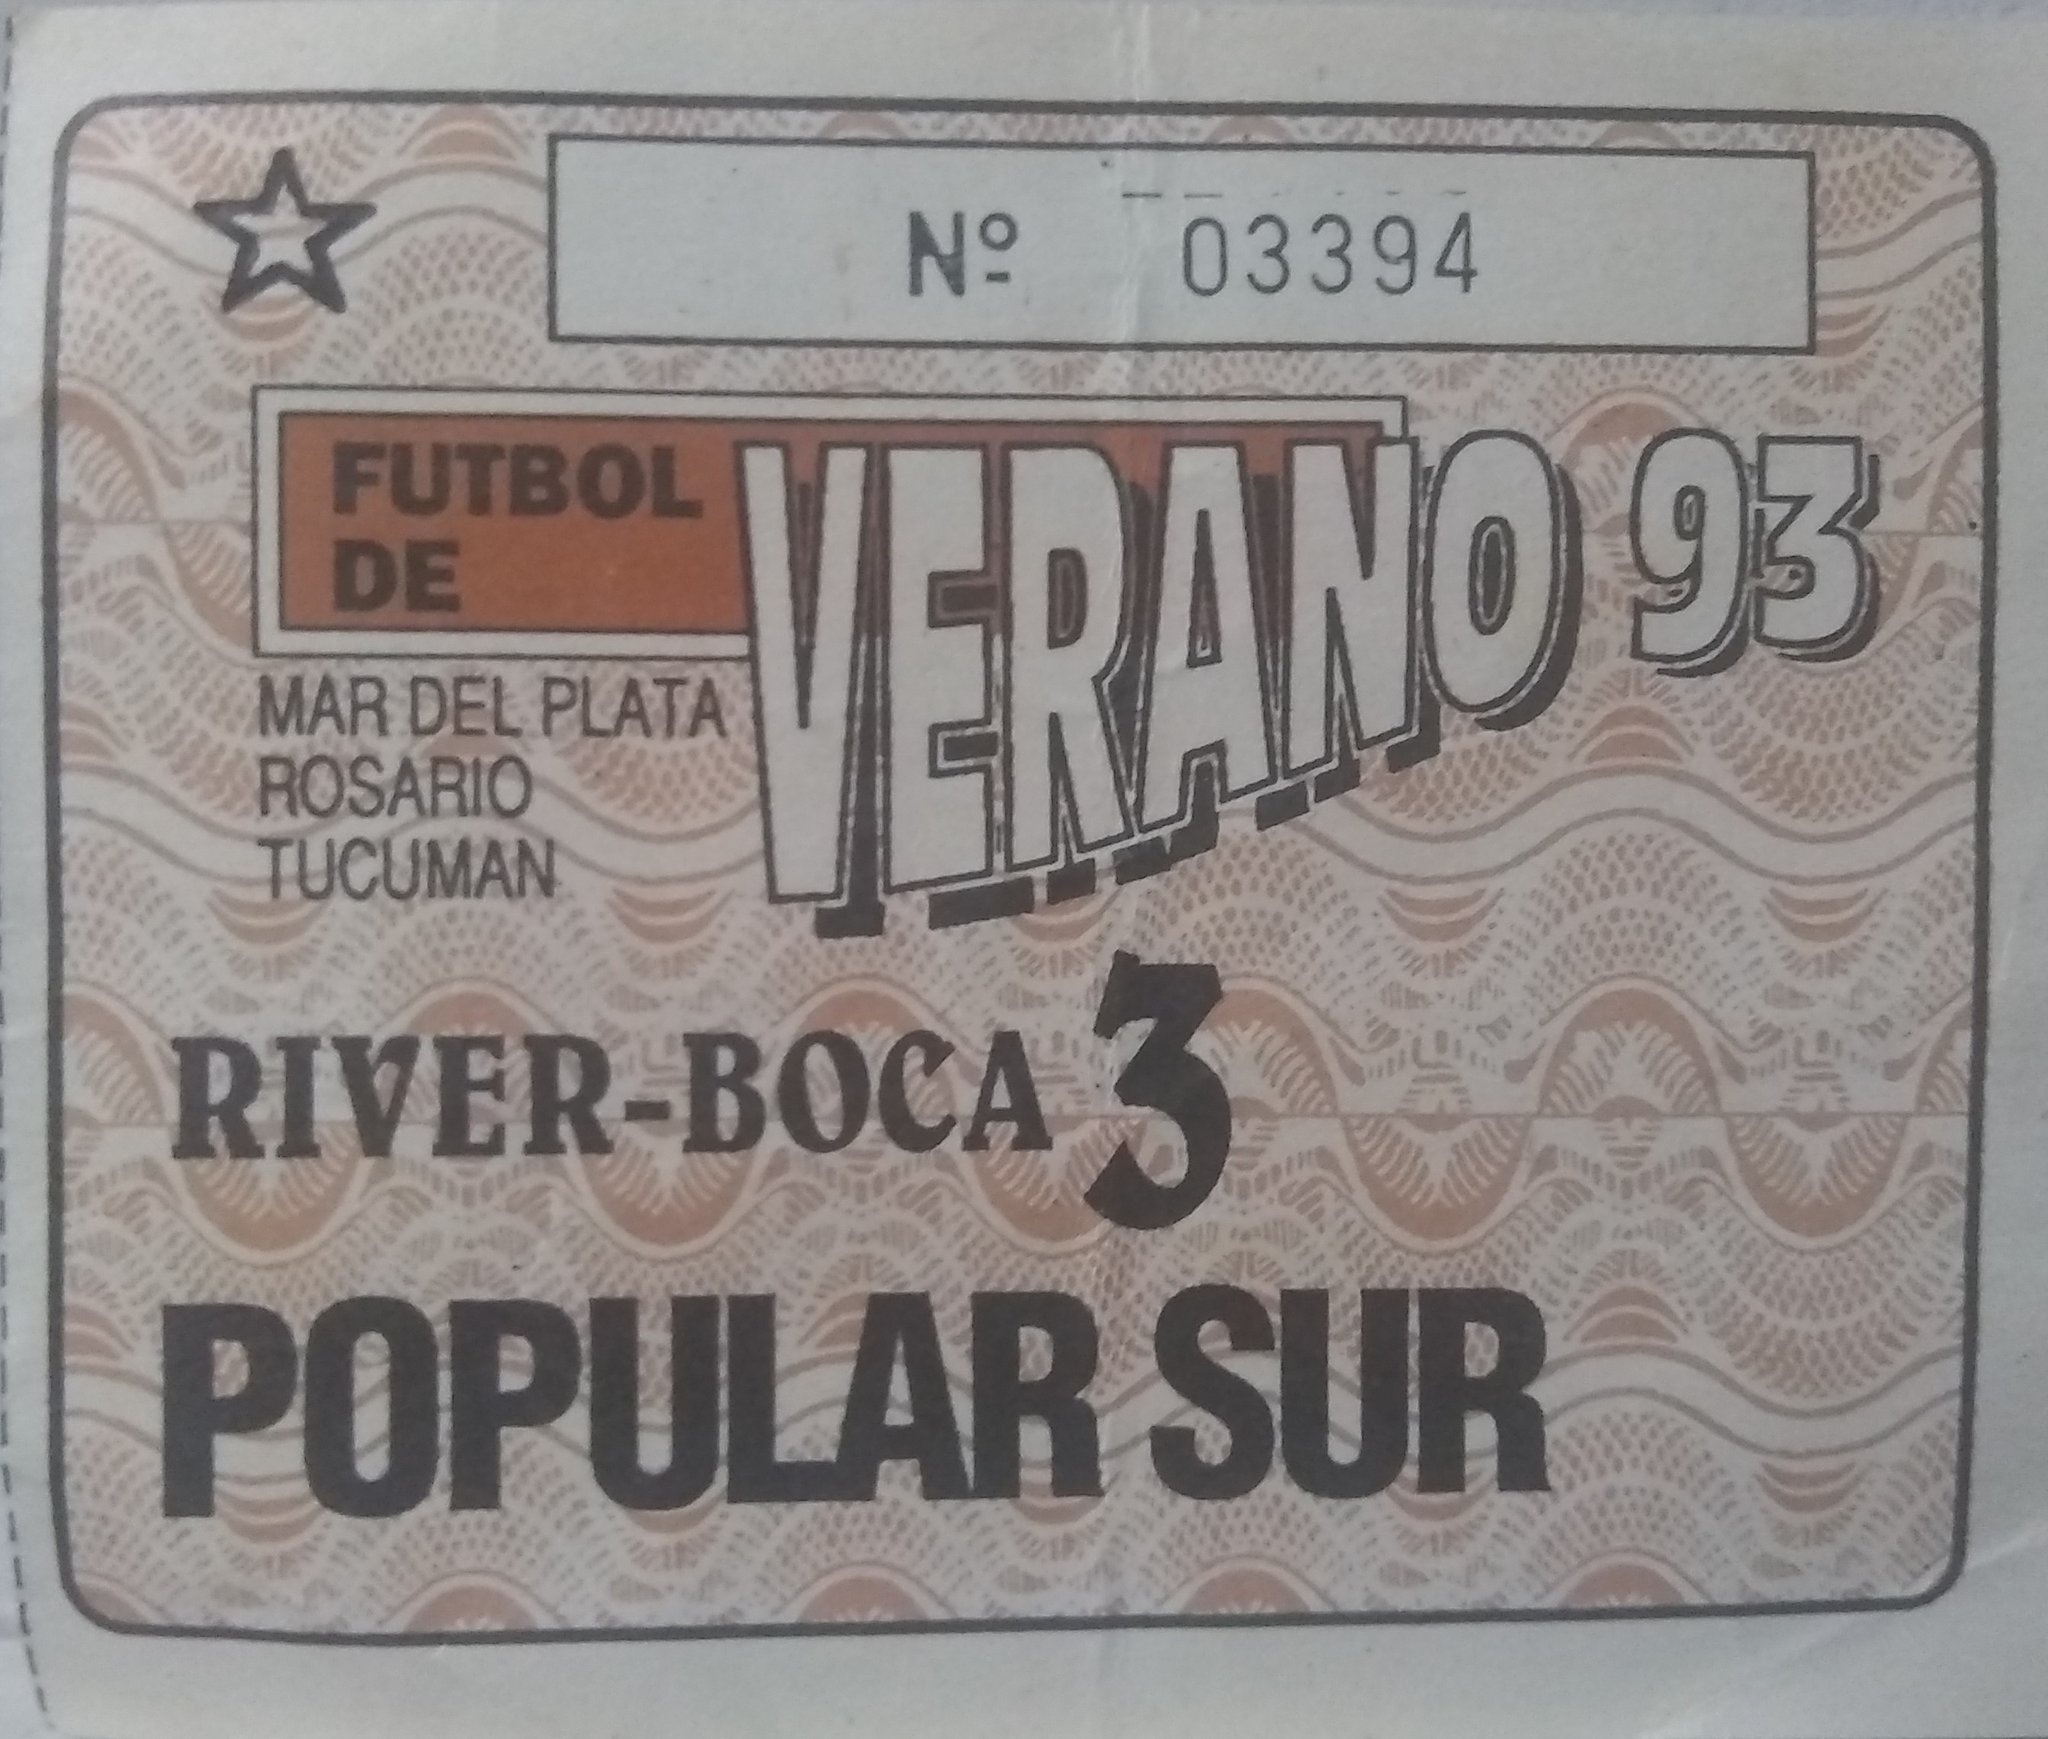 Nº 03394
FUTBOL
DE
VERANO 93
MAR DEL PLATA
ROSARIO
TUCUMAN
RIVER-BOCA 3
POPULAR SUR